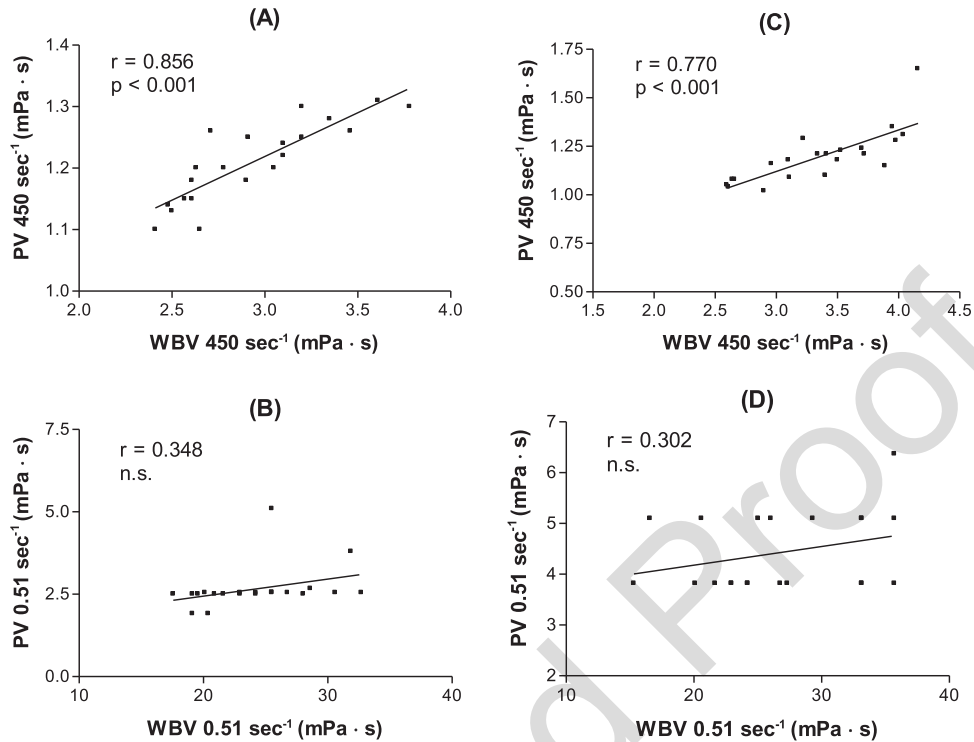 (A)
r = 0.856
p < 0.001
PV 450 sec⁻¹ (mPa · s)
1.4
1.3
1.2
1.1
1.0
2.0 2.5 3.0 3.5 4.0
WBV 450 sec⁻¹ (mPa · s)
(C)
r = 0.770
p < 0.001
PV 450 sec⁻¹ (mPa · s)
1.75
1.50
1.25
1.00
0.75
0.50
1.5 2.0 2.5 3.0 3.5 4.0 4.5
WBV 450 sec⁻¹ (mPa · s)
(B)
r = 0.348
n.s.
PV 0.51 sec⁻¹ (mPa · s)
7.5
5.0
2.5
0.0
10 20 30 40
WBV 0.51 sec⁻¹ (mPa · s)
(D)
r = 0.302
n.s.
PV 0.51 sec⁻¹ (mPa · s)
7
6
5
4
3
2
10 20 30 40
WBV 0.51 sec⁻¹ (mPa · s)
d Proof